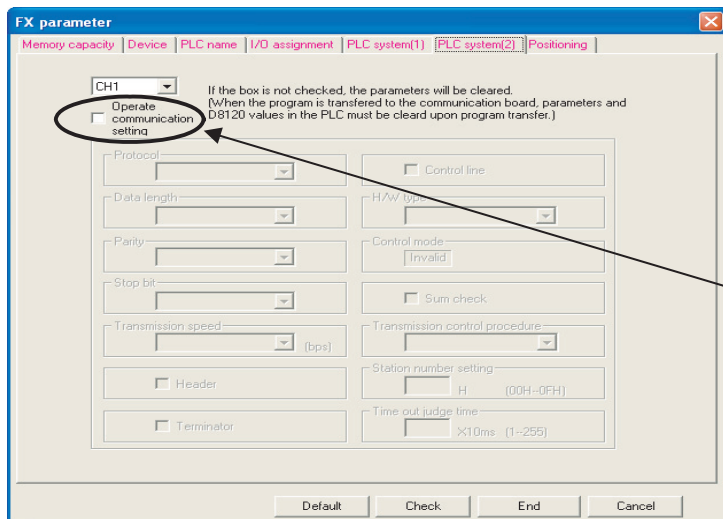 FX parameter
Memory capacity Device PLC name I/O assignment PLC system(1) PLC system(2) Positioning
CH1
If the box is not checked, the parameters will be cleared.
Operate communication setting
(When the program is transfered to the communication board, parameters and
D8120 values in the PLC must be cleard upon program transfer.)
Protocol
Control line
Data length
H/W type
Parity
Control mode
Invalid
Stop bit
Sum check
Transmission speed
(bps)
Transmission control procedure
Header
Station number setting
H (00H--0FH)
Terminator
Time out judge time
X10ms (1--255)
Default Check End Cancel